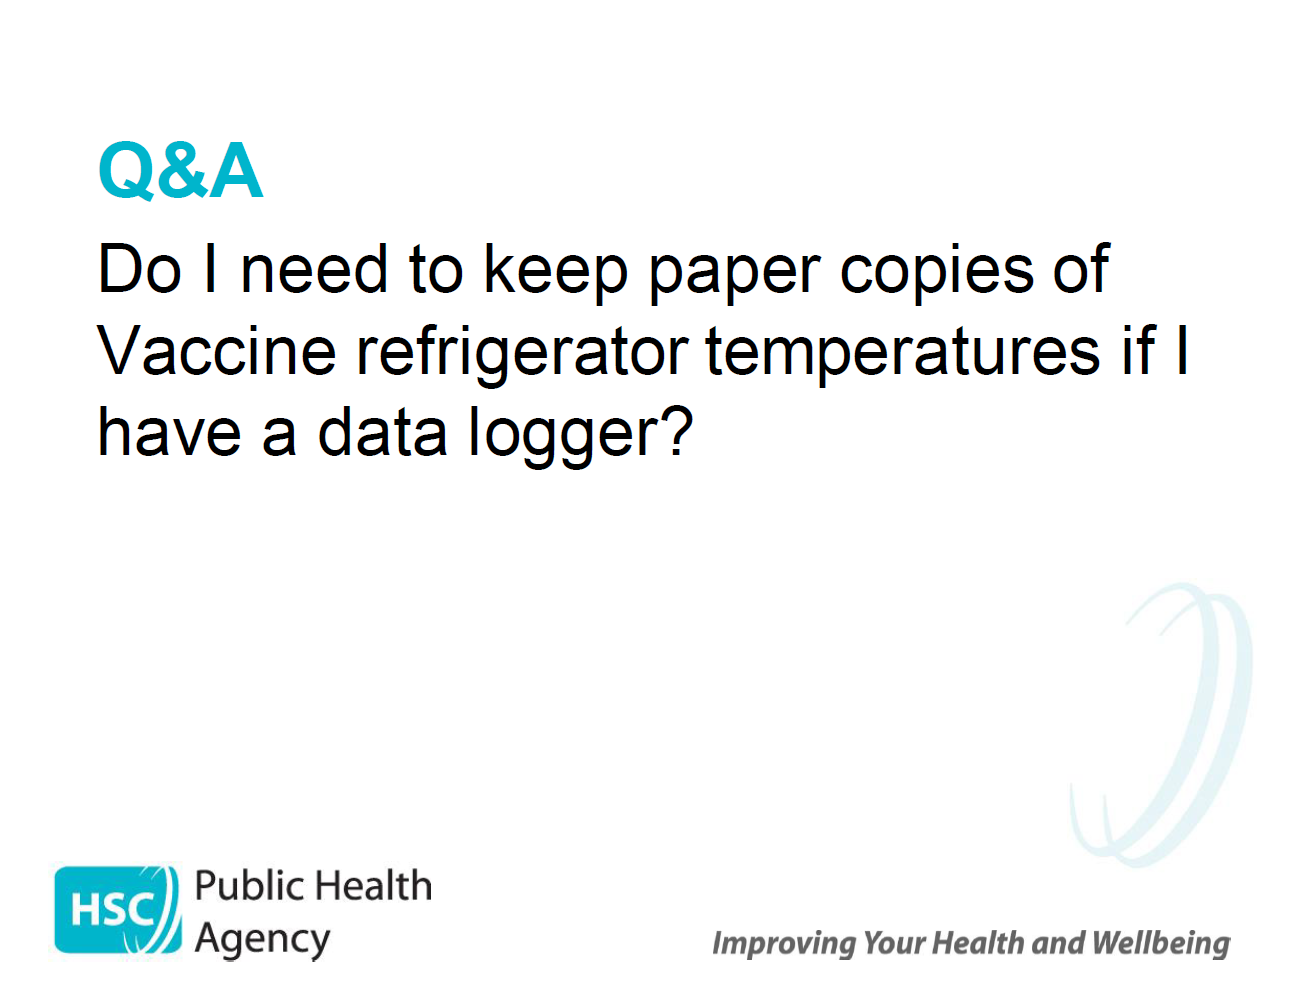 Q&A
Do I need to keep paper copies of
Vaccine refrigerator temperatures if I
have a data logger?
HSC
Public Health
Agency
Improving Your Health and Wellbeing